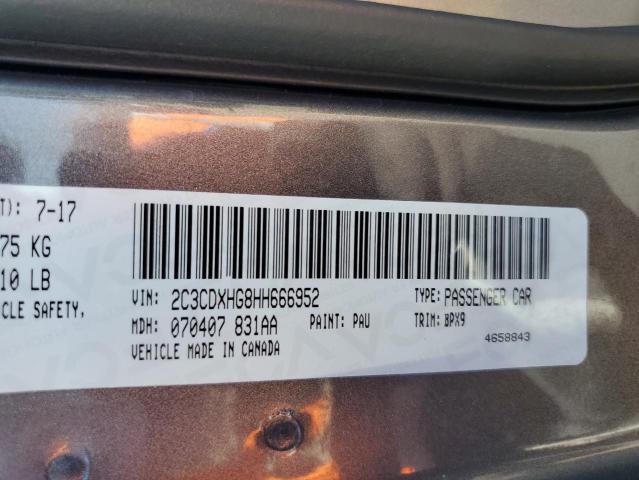 T): 7-17
75 KG
10 LB
CLE SAFETY,
VIN: 2C3CDXHG8HH666952 TYPE: PASSENGER CAR
MDH: 070407 831AA PAINT: PAU TRIM: BPX9
VEHICLE MADE IN CANADA 4658843